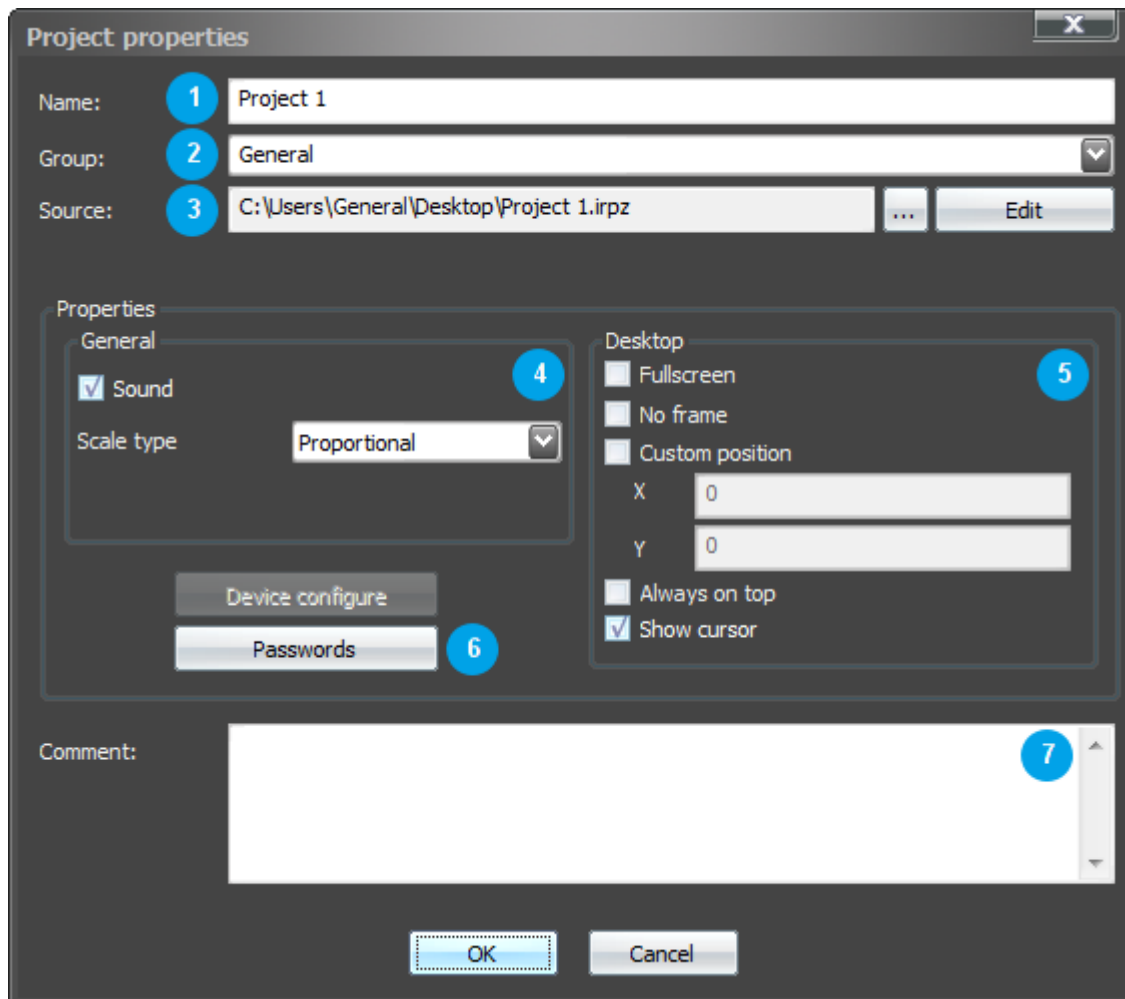 Project properties
X
Name: 1 Project 1
Group: 2 General
Source: 3 C:\Users\General\Desktop\Project 1.irpz ... Edit
Properties
General 4
Sound
Scale type Proportional
Device configure
Passwords 6
Desktop 5
Fullscreen
No frame
Custom position
X 0
Y 0
Always on top
Show cursor
Comment: 7
OK Cancel